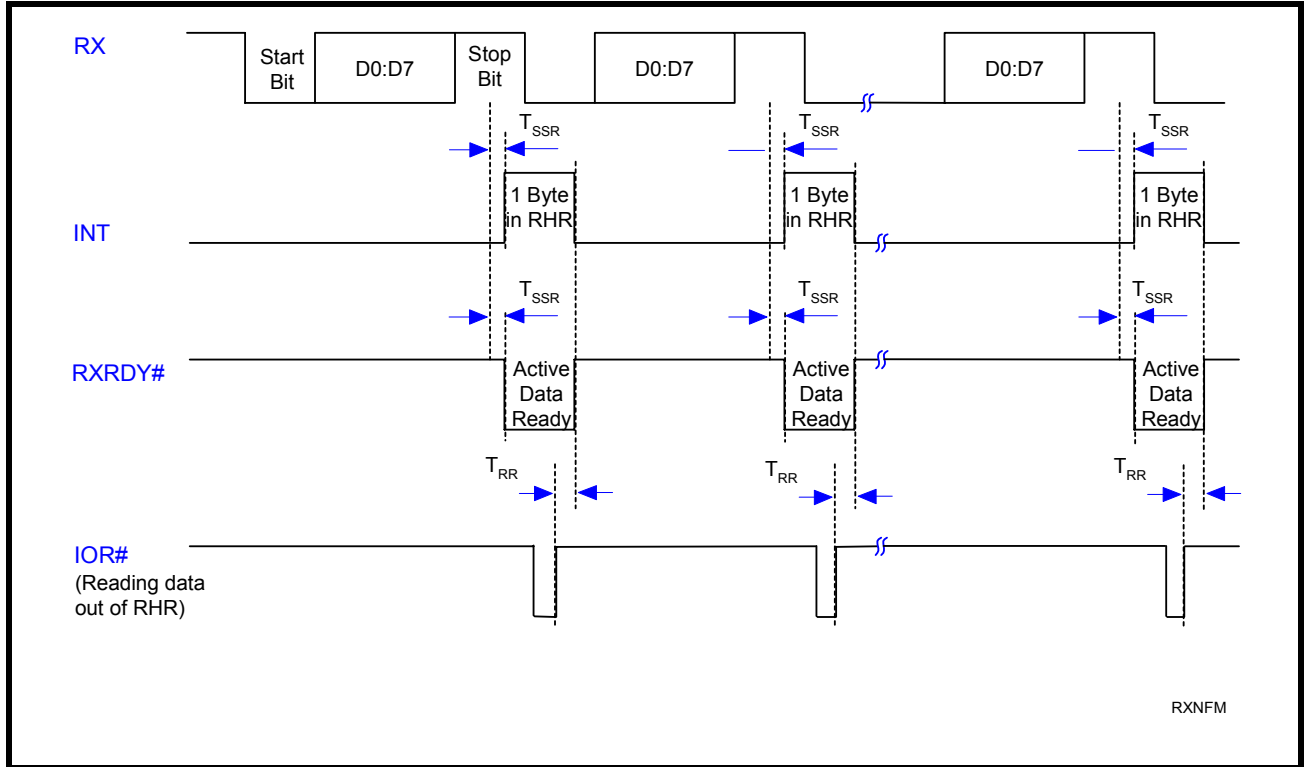 RX
Start
Bit
D0:D7
Stop
Bit
D0:D7
D0:D7
TSSR
TSSR
TSSR
INT
1 Byte
in RHR
1 Byte
in RHR
1 Byte
in RHR
TSSR
TSSR
TSSR
RXRDY#
Active
Data
Ready
Active
Data
Ready
Active
Data
Ready
TRR
TRR
TRR
IOR#
(Reading data
out of RHR)
RXNFM